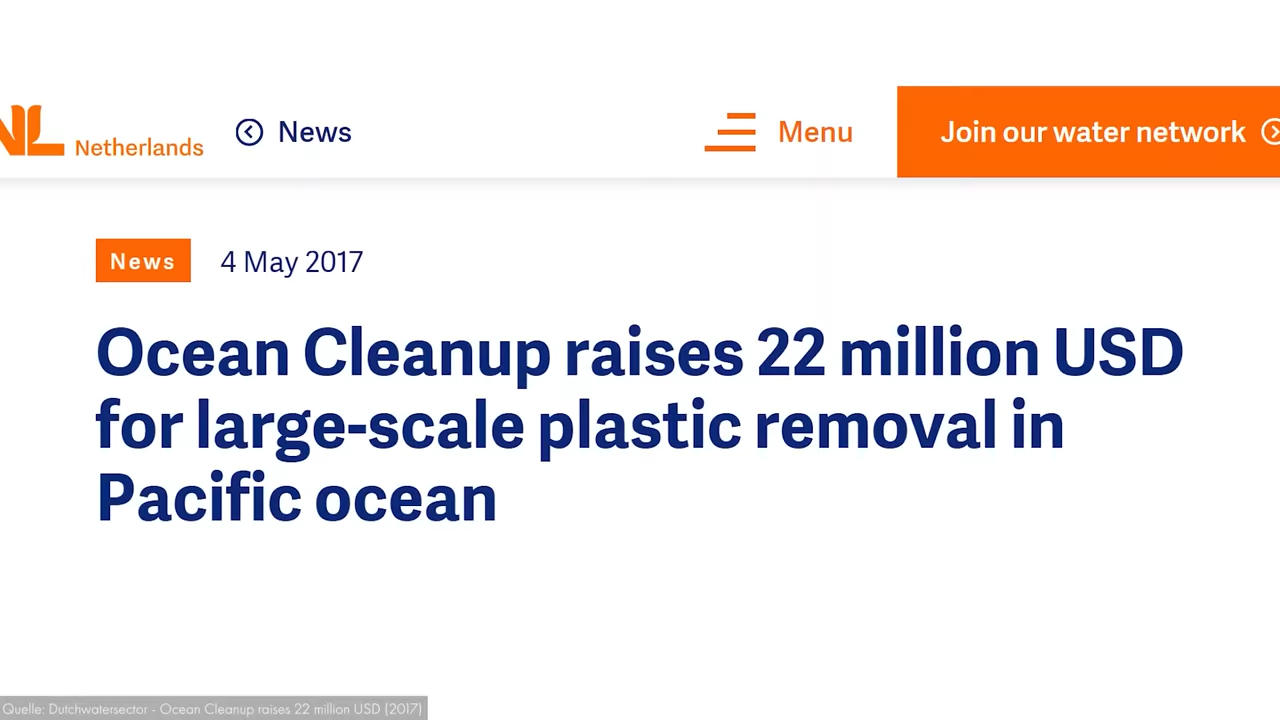 NL Netherlands
News
Menu
Join our water network
News
4 May 2017
Ocean Cleanup raises 22 million USD
for large-scale plastic removal in
Pacific ocean
Quelle: Dutchwatersector - Ocean Cleanup raises 22 million USD (2017)